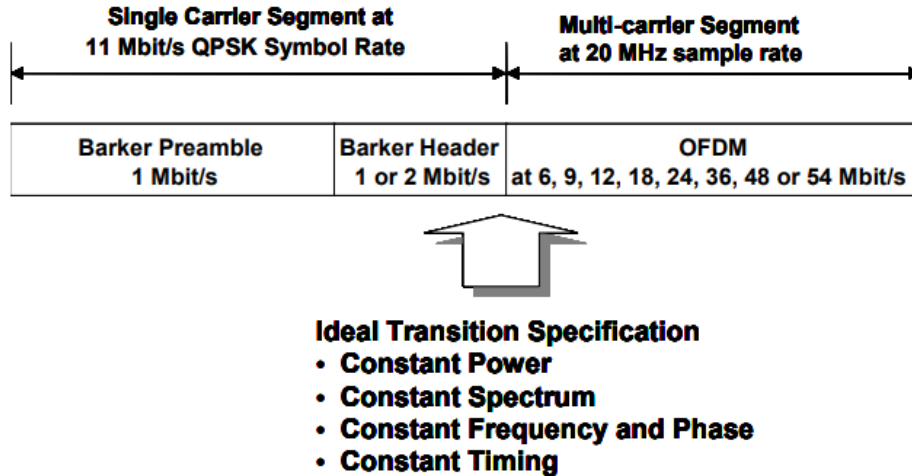 Single Carrier Segment at
11 Mbit/s QPSK Symbol Rate
Multi-carrier Segment
at 20 MHz sample rate
Barker Preamble
1 Mbit/s
Barker Header
1 or 2 Mbit/s
OFDM
at 6, 9, 12, 18, 24, 36, 48 or 54 Mbit/s
Ideal Transition Specification
• Constant Power
• Constant Spectrum
• Constant Frequency and Phase
• Constant Timing